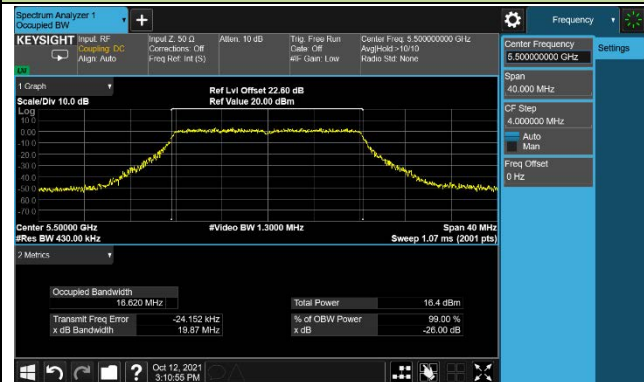 Spectrum Analyzer 1
Occupied BW
Frequency
KEYSIGHT
Input: RF
Coupling: DC
Align: Auto
Input Z: 50 Ω
Corrections: Off
Freq Ref: Int (S)
Atten: 10 dB
Trig: Free Run
Gate: Off
#IF Gain: Low
Center Freq: 5.500000000 GHz
Avg|Hold:>10/10
Radio Std: None
Center Frequency
5.500000000 GHz
Settings
Span
40.000 MHz
CF Step
4.000000 MHz
Auto
Man
Freq Offset
0 Hz
1 Graph
Scale/Div 10.0 dB
Ref Lvl Offset 22.60 dB
Ref Value 20.00 dBm
Log
10.0
0.00
-10.0
-20.0
-30.0
-40.0
-50.0
-60.0
-70.0
Center 5.50000 GHz
#Video BW 1.3000 MHz
Span 40 MHz
#Res BW 430.00 kHz
Sweep 1.07 ms (2001 pts)
2 Metrics
Occupied Bandwidth
16.620 MHz
Total Power 16.4 dBm
Transmit Freq Error -24.152 kHz
% of OBW Power 99.00 %
x dB Bandwidth 19.87 MHz
x dB -26.00 dB
?
Oct 12, 2021
3:10:55 PM